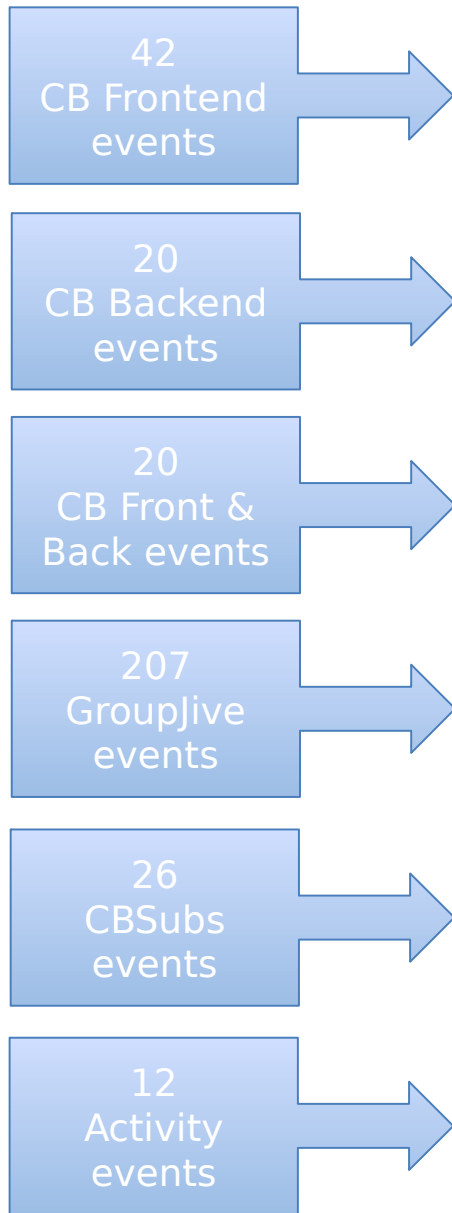 42
CB Frontend
events
20
CB Backend
events
20
CB Front &
Back events
207
GroupJive
events
26
CBSubs
events
12
Activity
events